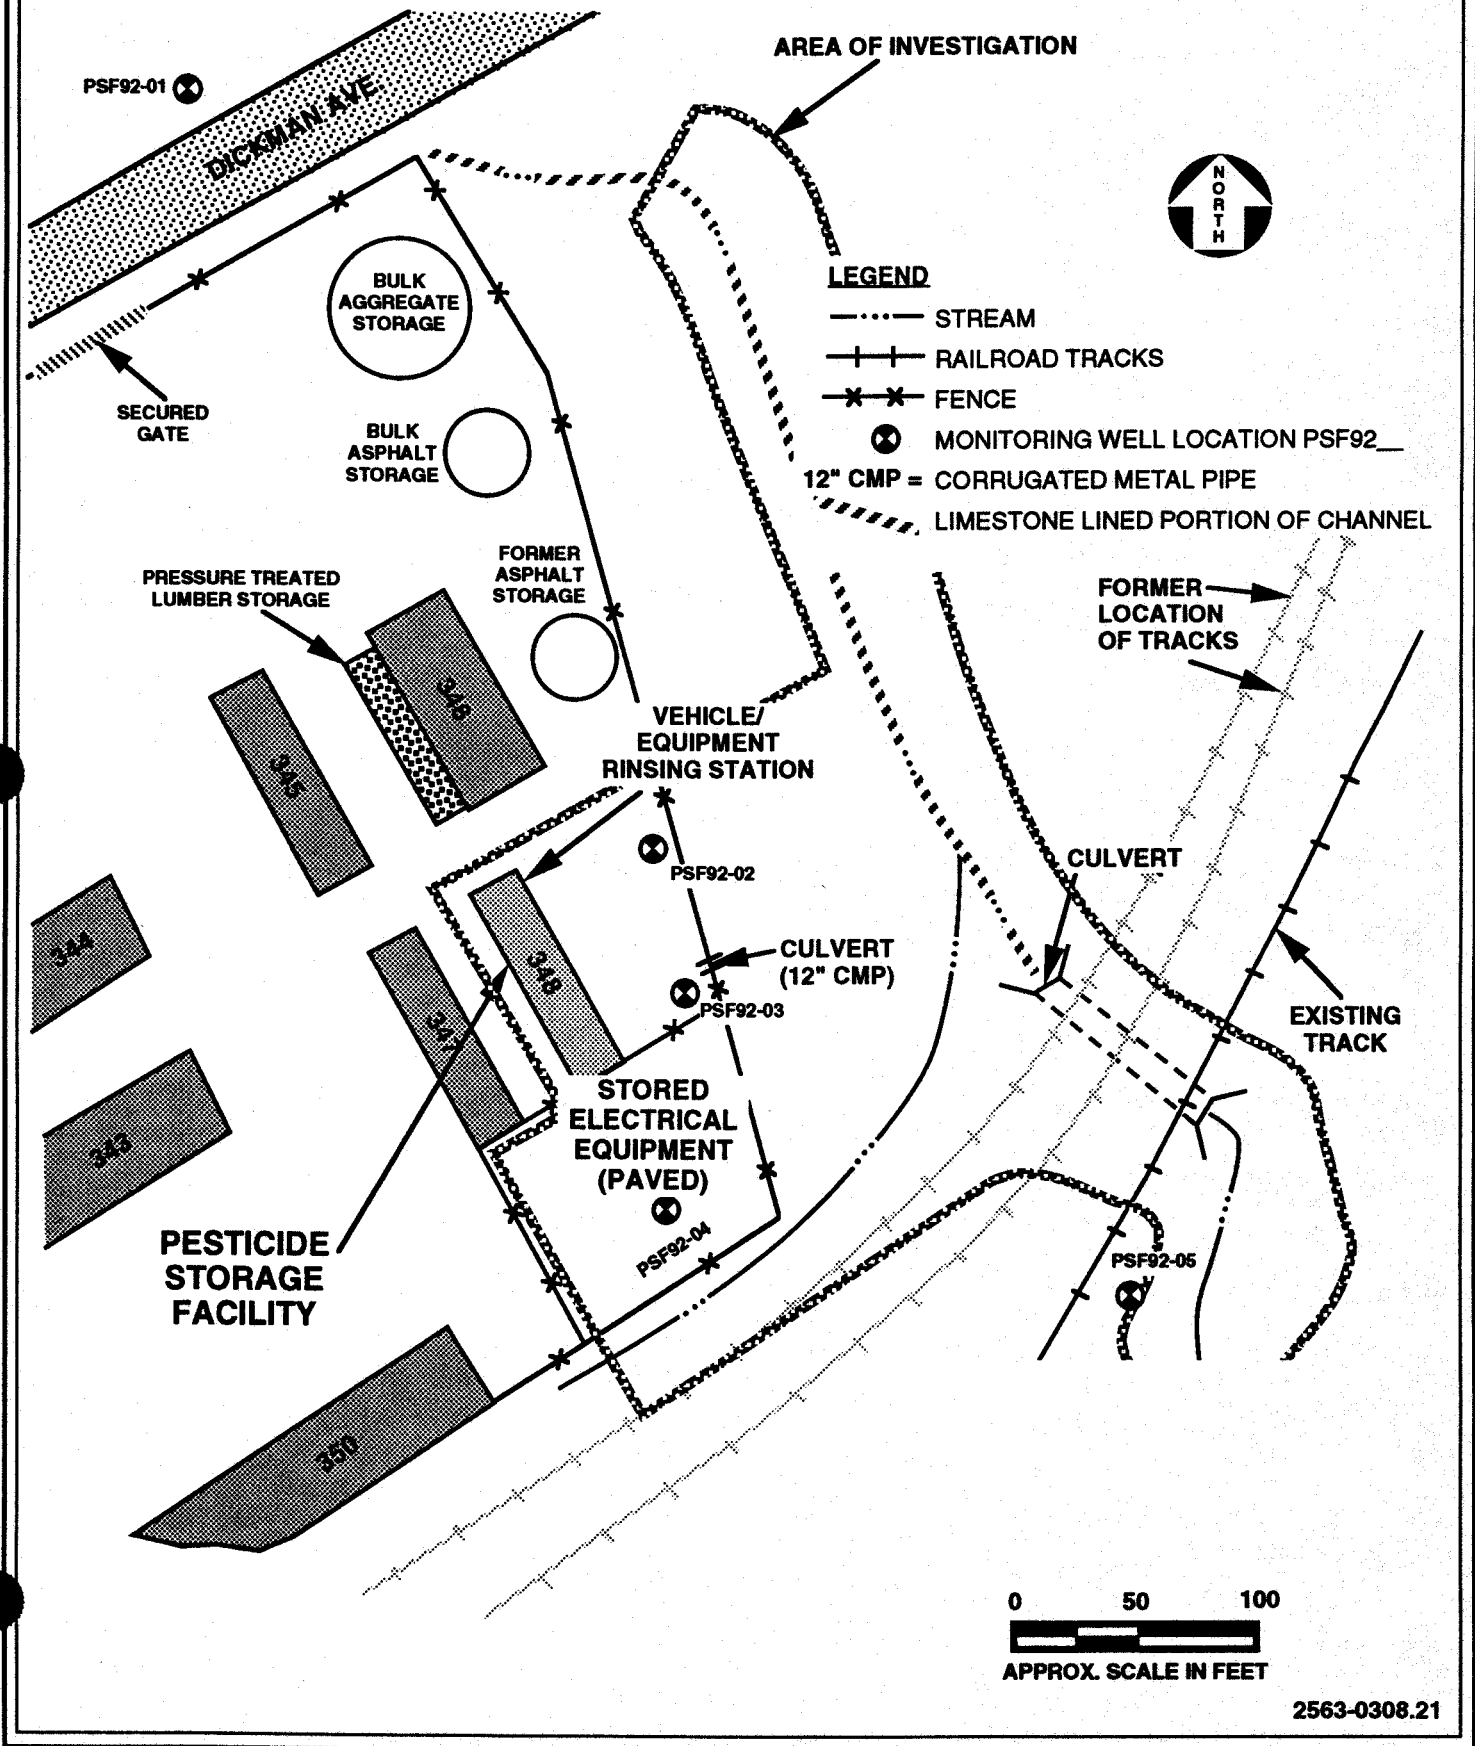 AREA OF INVESTIGATION
PSF92-01
DICKMAN AVE.
NORTH
BULK
AGGREGATE
STORAGE
LEGEND
STREAM
RAILROAD TRACKS
FENCE
MONITORING WELL LOCATION PSF92__
12" CMP = CORRUGATED METAL PIPE
LIMESTONE LINED PORTION OF CHANNEL
SECURED
GATE
BULK
ASPHALT
STORAGE
FORMER
ASPHALT
STORAGE
PRESSURE TREATED
LUMBER STORAGE
FORMER
LOCATION
OF TRACKS
346
345
VEHICLE/
EQUIPMENT
RINSING STATION
PSF92-02
CULVERT
344
348
CULVERT
(12" CMP)
PSF92-03
347
EXISTING
TRACK
343
STORED
ELECTRICAL
EQUIPMENT
(PAVED)
PSF92-04
PESTICIDE
STORAGE
FACILITY
PSF92-05
350
0 50 100
APPROX. SCALE IN FEET
2563-0308.21